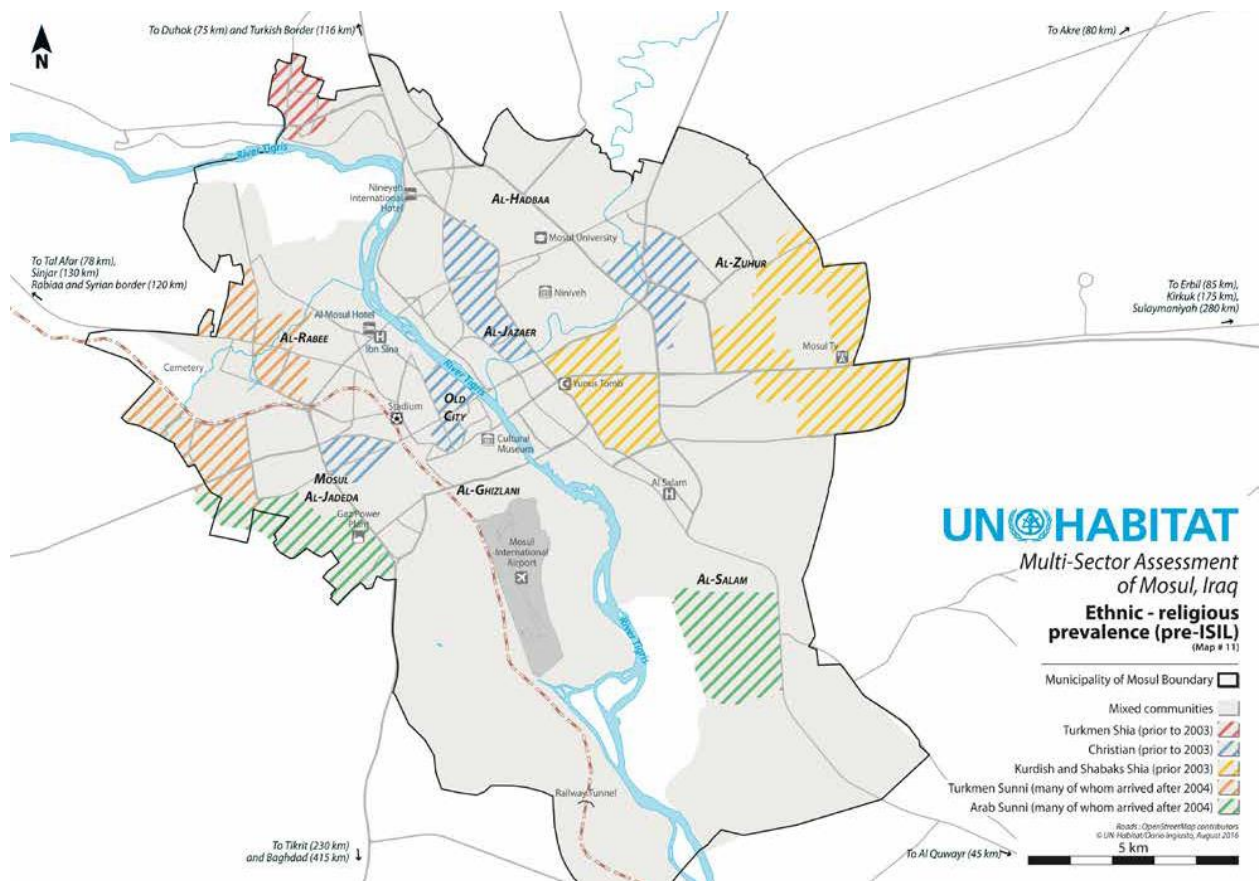 To Duhok (75 km) and Turkish Border (116 km)
To Akre (80 km)
N
River Tigris
Nineyeh
International
Hotel
AL-HADBAA
Mosul University
AL-ZUHUR
To Tal Afar (78 km),
Sinjar (130 km)
Rabiaa and Syrian border (120 km)
To Erbil (85 km),
Kirkuk (175 km),
Sulaymaniyah (280 km)
Niniveh
Al-Mosul Hotel
H
Ibn Sina
AL-JAZAER
AL-RABEE
Mosul Tv
Cemetery
River Tigris
Yunus Tomb
OLD
CITY
Stadium
Cultural
Museum
MOSUL
AL-JADEDA
AL-GHIZLANI
Al Salam
H
Gaz Power
Plant
Mosul
International
Airport
AL-SALAM
River Tigris
Railway Tunnel
To Tikrit (230 km)
and Baghdad (415 km)
To Al Quwayr (45 km)
UN HABITAT
Multi-Sector Assessment
of Mosul, Iraq
Ethnic - religious
prevalence (pre-ISIL)
(Map # 11)
Municipality of Mosul Boundary
Mixed communities
Turkmen Shia (prior to 2003)
Christian (prior to 2003)
Kurdish and Shabaks Shia (prior 2003)
Turkmen Sunni (many of whom arrived after 2004)
Arab Sunni (many of whom arrived after 2004)
Roads : OpenStreetMap contributors
© UN-Habitat/Dario Ingiusto, August 2016
5 km